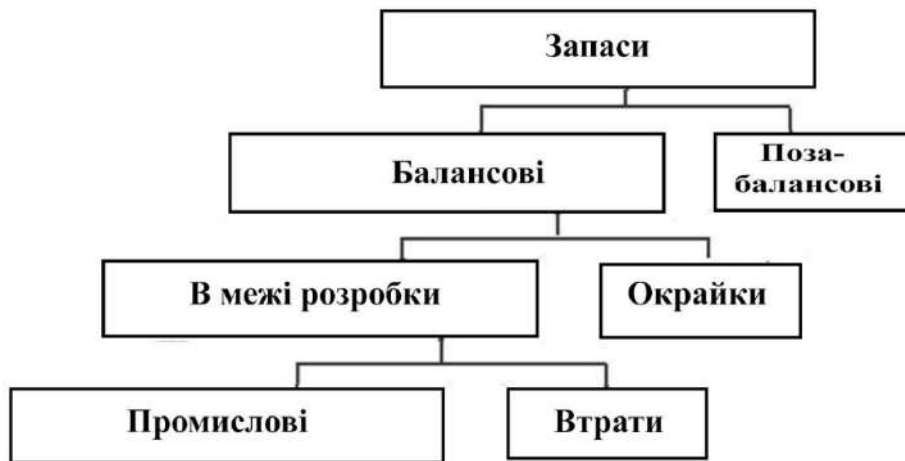 Запаси
Балансові
Поза-
балансові
В межі розробки
Окрайки
Промислові
Втрати